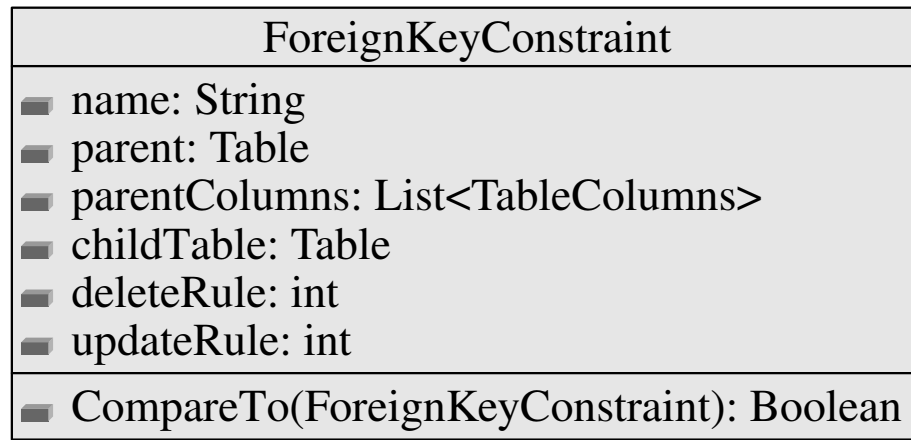 ForeignKeyConstraint
name: String
parent: Table
parentColumns: List<TableColumns>
childTable: Table
deleteRule: int
updateRule: int
CompareTo(ForeignKeyConstraint): Boolean